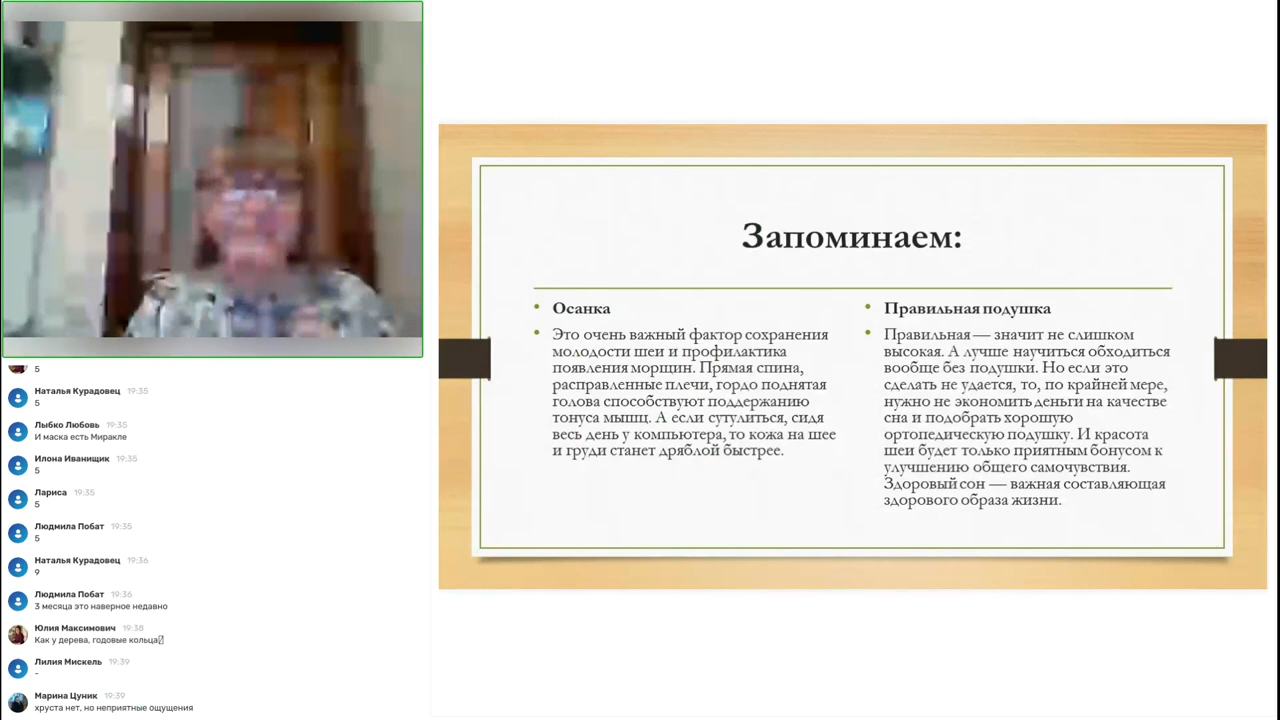 5
Наталья Курадовец 19:35
5
Лыбко Любовь 19:35
И маска есть Миракле
Илона Иванищик 19:35
5
Лариса 19:35
5
Людмила Побат 19:35
5
Наталья Курадовец 19:36
9
Людмила Побат 19:36
3 месяца это наверное недавно
Юлия Максимович 19:38
Как у дерева, годовые кольца
Лилия Мискель 19:39
-
Марина Цуник 19:39
хруста нет, но неприятные ощущения
Запоминаем:
• Осанка
• Это очень важный фактор сохранения
молодости шеи и профилактика
появления морщин. Прямая спина,
расправленные плечи, гордо поднятая
голова способствуют поддержанию
тонуса мышц. А если сутулиться, сидя
весь день у компьютера, то кожа на шее
и груди станет дряблой быстрее.
• Правильная подушка
• Правильная — значит не слишком
высокая. А лучше научиться обходиться
вообще без подушки. Но если это
сделать не удается, то, по крайней мере,
нужно не экономить деньги на качестве
сна и подобрать хорошую
ортопедическую подушку. И красота
шеи будет только приятным бонусом к
улучшению общего самочувствия.
Здоровый сон — важная составляющая
здорового образа жизни.